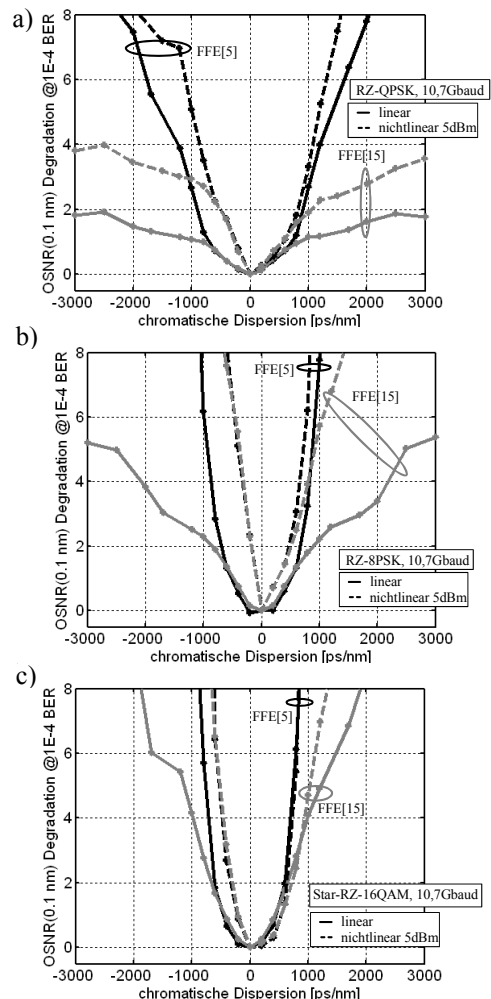 a)
8
FFE[5]
6
RZ-QPSK, 10,7Gbaud
linear
nichtlinear 5dBm
4
FFE[15]
2
0
-3000 -2000 -1000 0 1000 2000 3000
chromatische Dispersion [ps/nm]
OSNR(0.1 nm) Degradation @1E-4 BER
b)
8
FFE[5]
FFE[15]
6
4
2
RZ-8PSK, 10,7Gbaud
linear
nichtlinear 5dBm
0
-3000 -2000 -1000 0 1000 2000 3000
chromatische Dispersion [ps/nm]
OSNR(0.1 nm) Degradation @1E-4 BER
c)
8
FFE[5]
6
4
FFE[15]
2
Star-RZ-16QAM, 10,7Gbaud
linear
nichtlinear 5dBm
0
-3000 -2000 -1000 0 1000 2000 3000
chromatische Dispersion [ps/nm]
OSNR(0.1 nm) Degradation @1E-4 BER